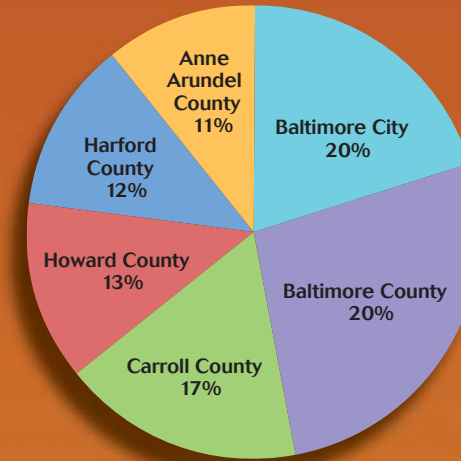 Anne
Arundel
County
11%
Baltimore City
20%
Harford
County
12%
Howard County
13%
Baltimore County
20%
Carroll County
17%